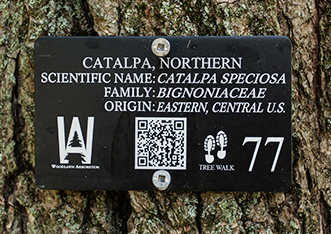 CATALPA, NORTHERN
SCIENTIFIC NAME: CATALPA SPECIOSA
FAMILY: BIGNONIACEAE
ORIGIN: EASTERN, CENTRAL U.S.
W
WOODLAWN ARBORETUM
TREE WALK
77